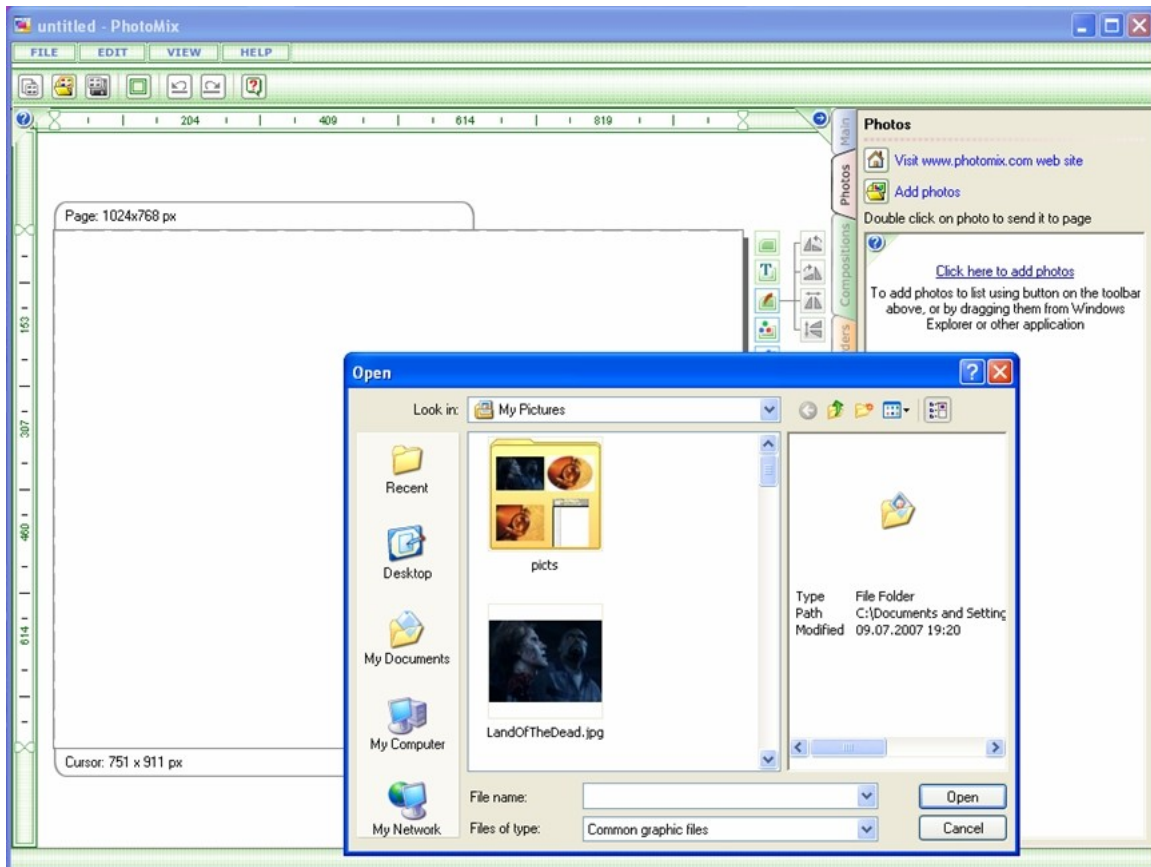 untitled - PhotoMix
FILE EDIT VIEW HELP
204 409 614 819
Main
Photos
Compositions
Photos
Visit www.photomix.com web site
Add photos
Double click on photo to send it to page
Click here to add photos
To add photos to list using button on the toolbar
above, or by dragging them from Windows
Explorer or other application
Page: 1024x768 px
153
307
460
614
Cursor: 751 x 911 px
Open
Look in: My Pictures
Recent
Desktop
My Documents
My Computer
My Network
picts
LandOfTheDead.jpg
Type File Folder
Path C:\Documents and Setting
Modified 09.07.2007 19:20
File name:
Open
Files of type: Common graphic files
Cancel